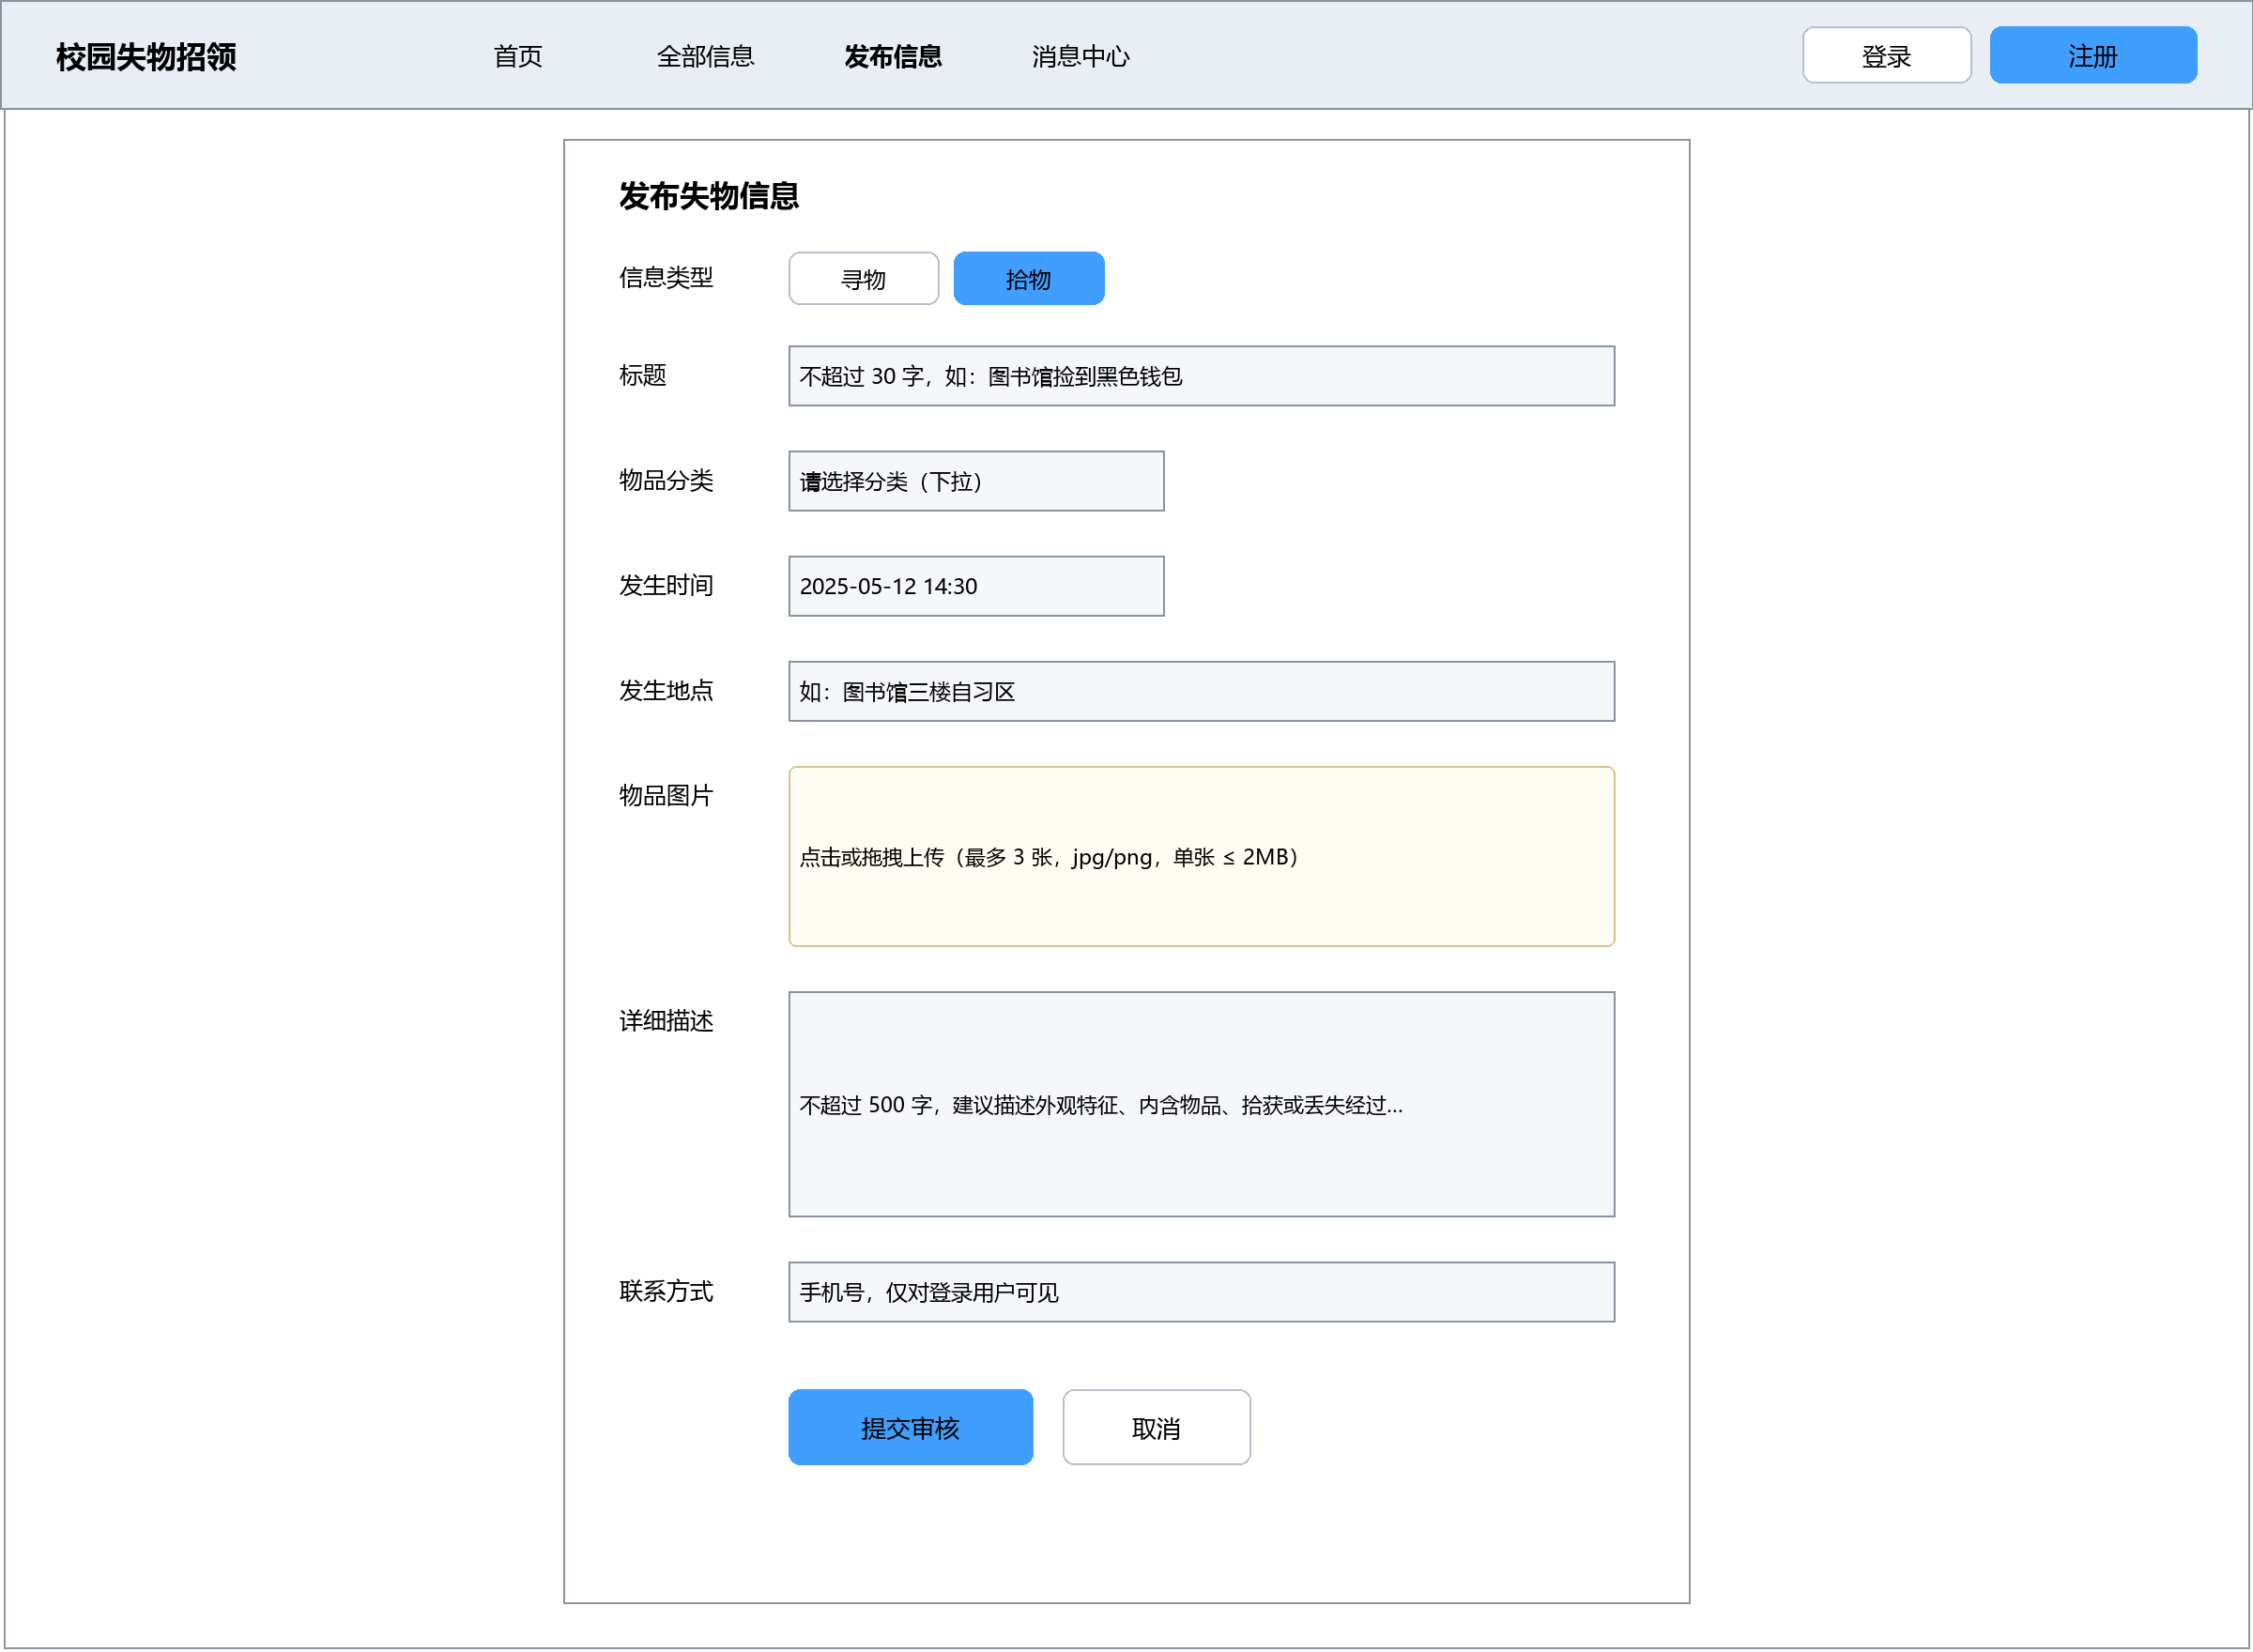 校园失物招领 首页 全部信息 发布信息 消息中心 登录 注册
发布失物信息
信息类型 寻物 拾物
标题 不超过 30 字，如：图书馆捡到黑色钱包
物品分类 请选择分类（下拉）
发生时间 2025-05-12 14:30
发生地点 如：图书馆三楼自习区
物品图片
点击或拖拽上传（最多 3 张，jpg/png，单张 ≤ 2MB）
详细描述
不超过 500 字，建议描述外观特征、内含物品、拾获或丢失经过...
联系方式 手机号，仅对登录用户可见
提交审核 取消